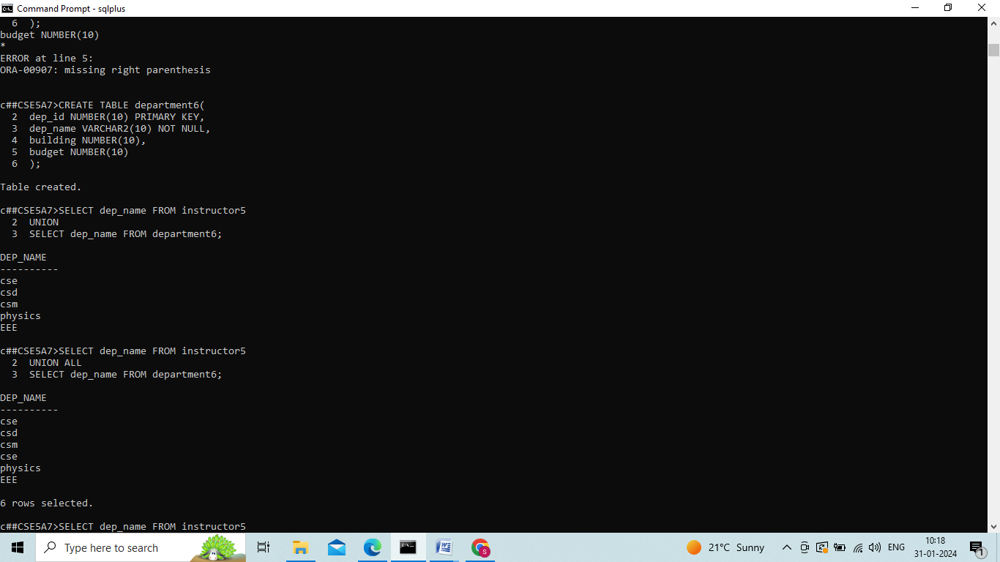 Command Prompt - sqlplus
  6  );
budget NUMBER(10)
*
ERROR at line 5:
ORA-00907: missing right parenthesis
c##CSE5A7>CREATE TABLE department6(
  2  dep_id NUMBER(10) PRIMARY KEY,
  3  dep_name VARCHAR2(10) NOT NULL,
  4  building NUMBER(10),
  5  budget NUMBER(10)
  6  );
Table created.
c##CSE5A7>SELECT dep_name FROM instructor5
  2  UNION
  3  SELECT dep_name FROM department6;
DEP_NAME
----------
cse
csd
csm
physics
EEE
c##CSE5A7>SELECT dep_name FROM instructor5
  2  UNION ALL
  3  SELECT dep_name FROM department6;
DEP_NAME
----------
cse
csd
csm
cse
physics
EEE
6 rows selected.
c##CSE5A7>SELECT dep_name FROM instructor5
Type here to search
21°C Sunny
ENG
10:18
31-01-2024
1